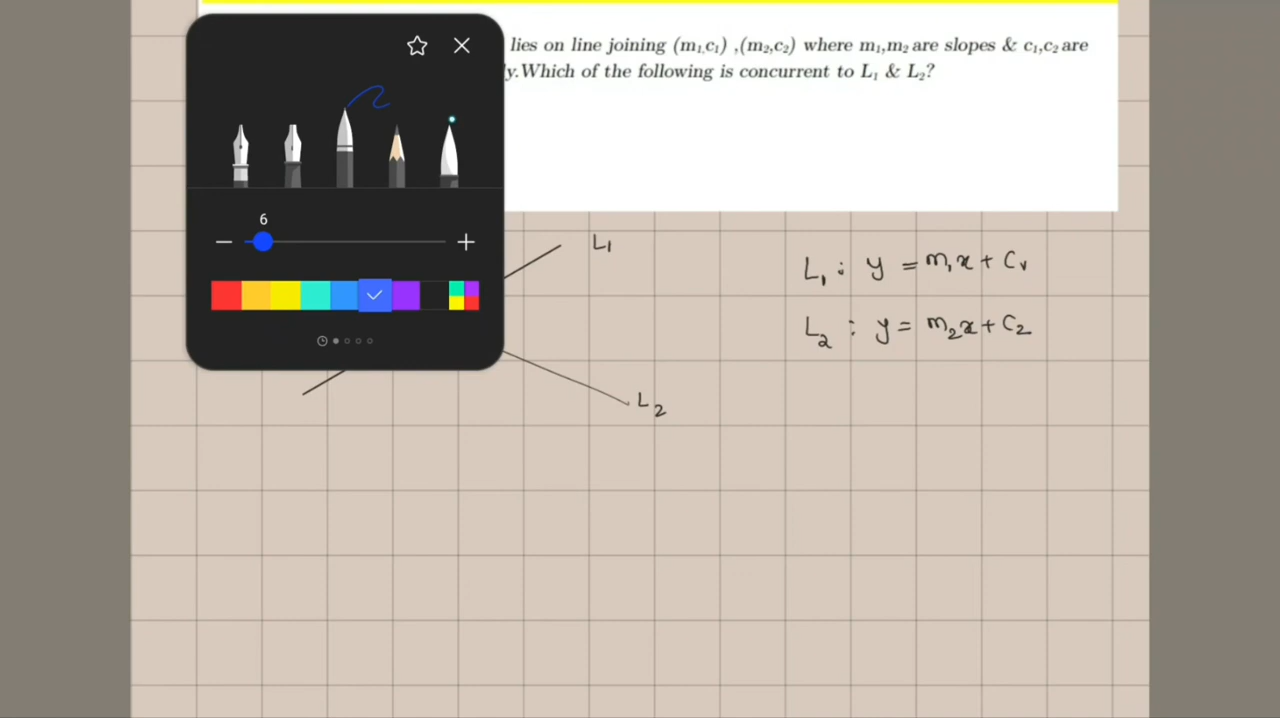 lies on line joining (m₁,c₁) ,(m₂,c₂) where m₁,m₂ are slopes & c₁,c₂ are
y.Which of the following is concurrent to L₁ & L₂?
6
L₁
L₁ : y = m₁x + C₁
L₂ : y = m₂x + C₂
L₂